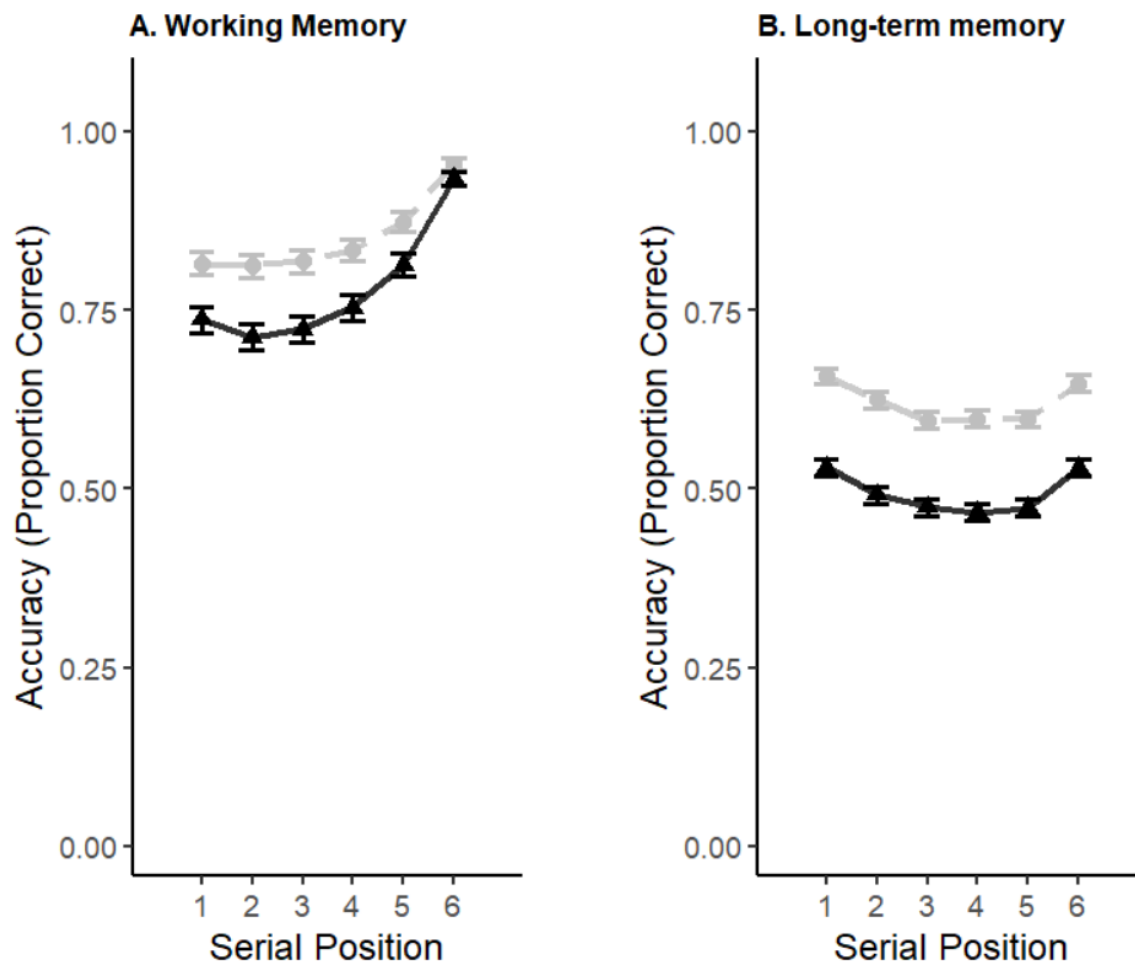 A. Working Memory
Accuracy (Proportion Correct)
1.00
0.75
0.50
0.25
0.00
1 2 3 4 5 6
Serial Position
B. Long-term memory
Accuracy (Proportion Correct)
1.00
0.75
0.50
0.25
0.00
1 2 3 4 5 6
Serial Position